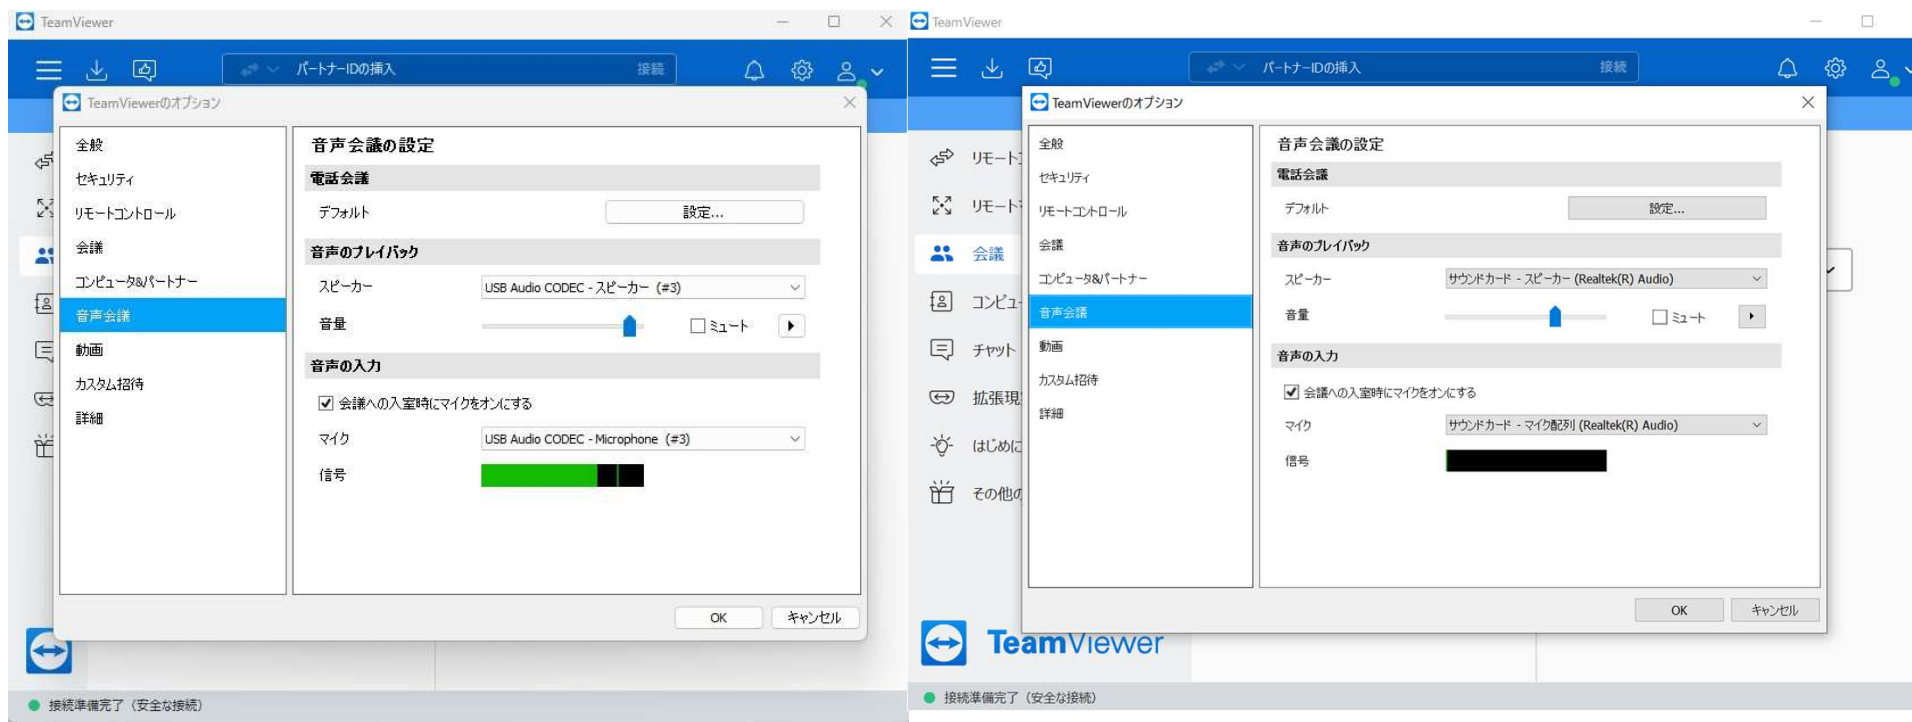 TeamViewer
パートナーIDの挿入
接続
TeamViewerのオプション
全般
セキュリティ
リモートコントロール
会議
コンピュータ&パートナー
音声会議
動画
カスタム招待
詳細
音声会議の設定
電話会議
デフォルト
設定...
音声のプレイバック
スピーカー
USB Audio CODEC - スピーカー (#3)
音量
ミュート
音声の入力
会議への入室時にマイクをオンにする
マイク
USB Audio CODEC - Microphone (#3)
信号
OK
キャンセル
接続準備完了（安全な接続）
TeamViewer
パートナーIDの挿入
接続
リモート
リモート
会議
コンピュー
チャット
拡張現
はじめに
その他の
TeamViewerのオプション
全般
セキュリティ
リモートコントロール
会議
コンピュータ&パートナー
音声会議
動画
カスタム招待
詳細
音声会議の設定
電話会議
デフォルト
設定...
音声のプレイバック
スピーカー
サウンドカード - スピーカー (Realtek(R) Audio)
音量
ミュート
音声の入力
会議への入室時にマイクをオンにする
マイク
サウンドカード - マイク配列 (Realtek(R) Audio)
信号
OK
キャンセル
TeamViewer
接続準備完了（安全な接続）